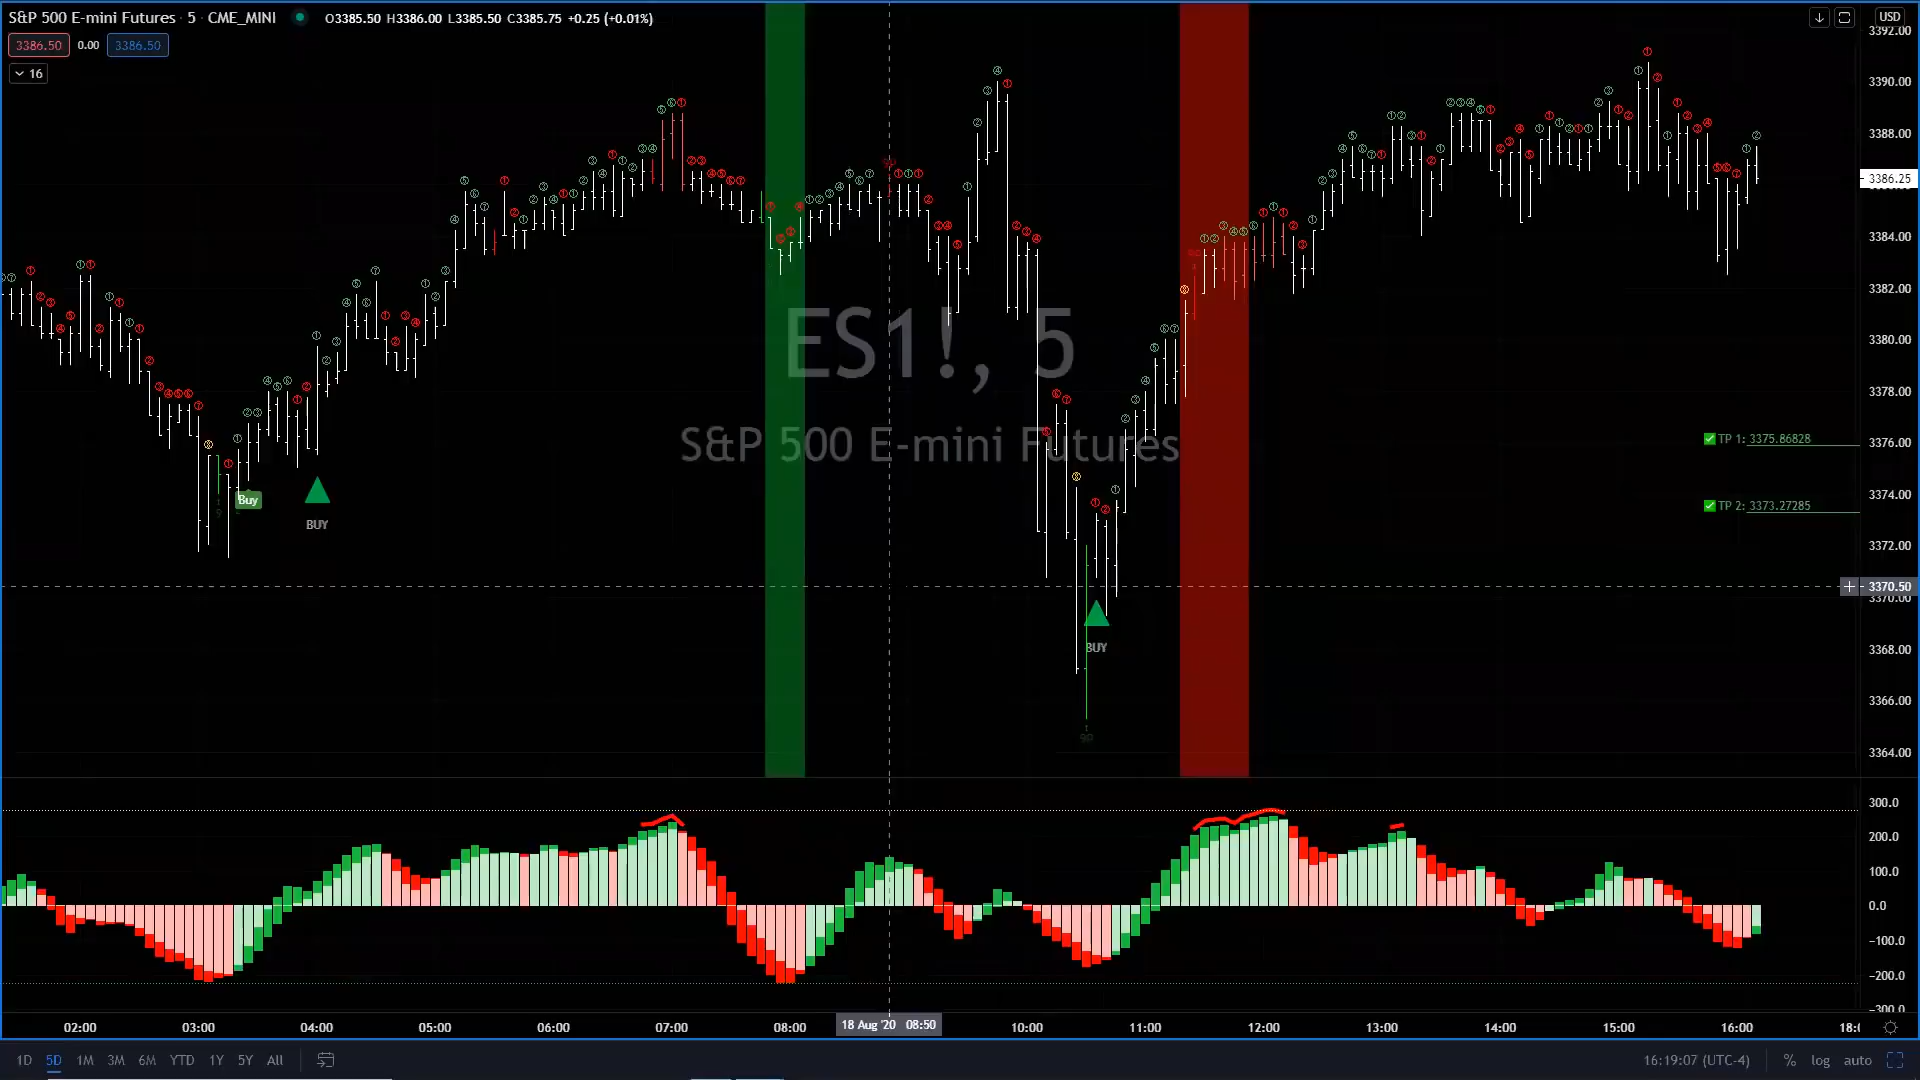 S&P 500 E-mini Futures · 5 · CME_MINI O3385.50 H3386.00 L3385.50 C3385.75 +0.25 (+0.01%)
USD
3386.50 0.00 3386.50
16
3392.00
3390.00
3388.00
3386.25
3384.00
3382.00
3380.00
3378.00
3376.00
3374.00
3372.00
3370.50
3370.00
3368.00
3366.00
3364.00
ES1!, 5
S&P 500 E-mini Futures
TP 1: 3375.86828
TP 2: 3373.27285
Buy
BUY
BUY
300.0
200.0
100.0
0.0
-100.0
-200.0
-300.0
02:00 03:00 04:00 05:00 06:00 07:00 08:00 18 Aug '20 08:50 10:00 11:00 12:00 13:00 14:00 15:00 16:00
1D 5D 1M 3M 6M YTD 1Y 5Y All 16:19:07 (UTC-4) % log auto